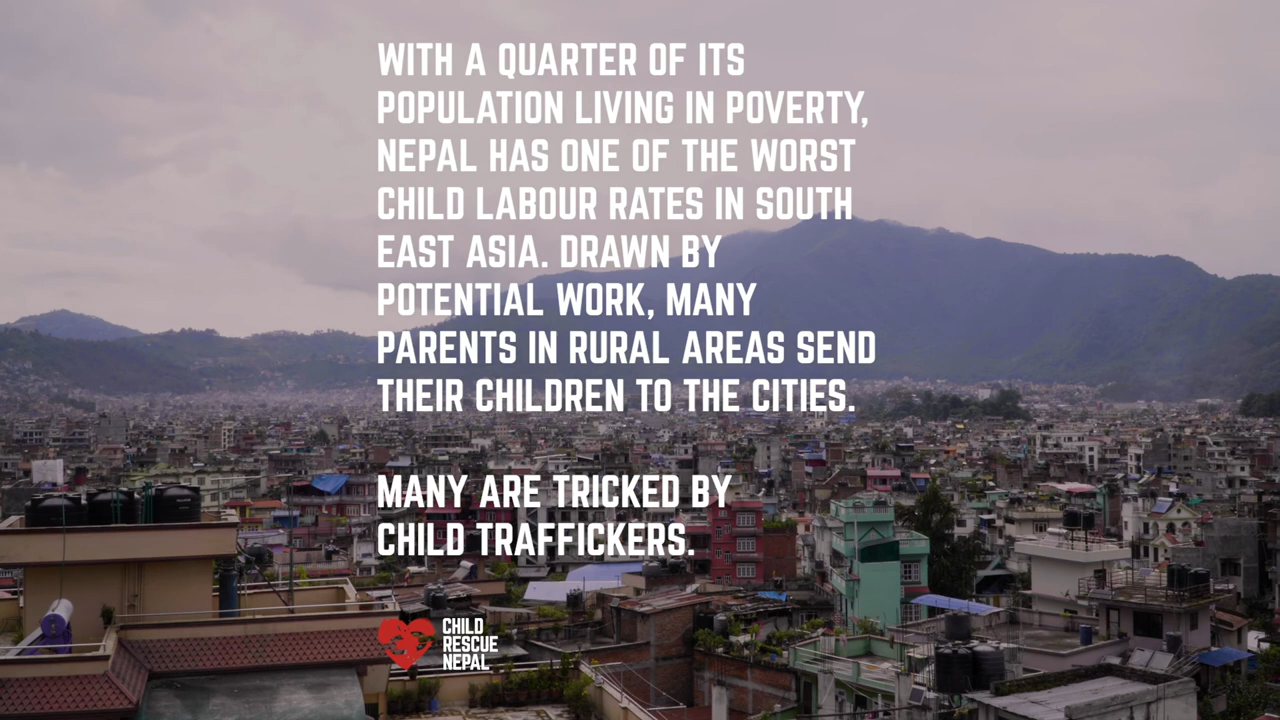 WITH A QUARTER OF ITS
POPULATION LIVING IN POVERTY,
NEPAL HAS ONE OF THE WORST
CHILD LABOUR RATES IN SOUTH
EAST ASIA. DRAWN BY
POTENTIAL WORK, MANY
PARENTS IN RURAL AREAS SEND
THEIR CHILDREN TO THE CITIES.
MANY ARE TRICKED BY
CHILD TRAFFICKERS.
CHILD
RESCUE
NEPAL